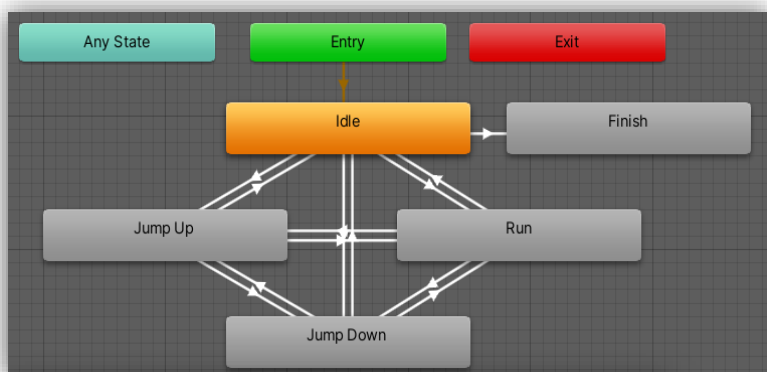 Any State
Entry
Exit
Idle
Finish
Jump Up
Run
Jump Down